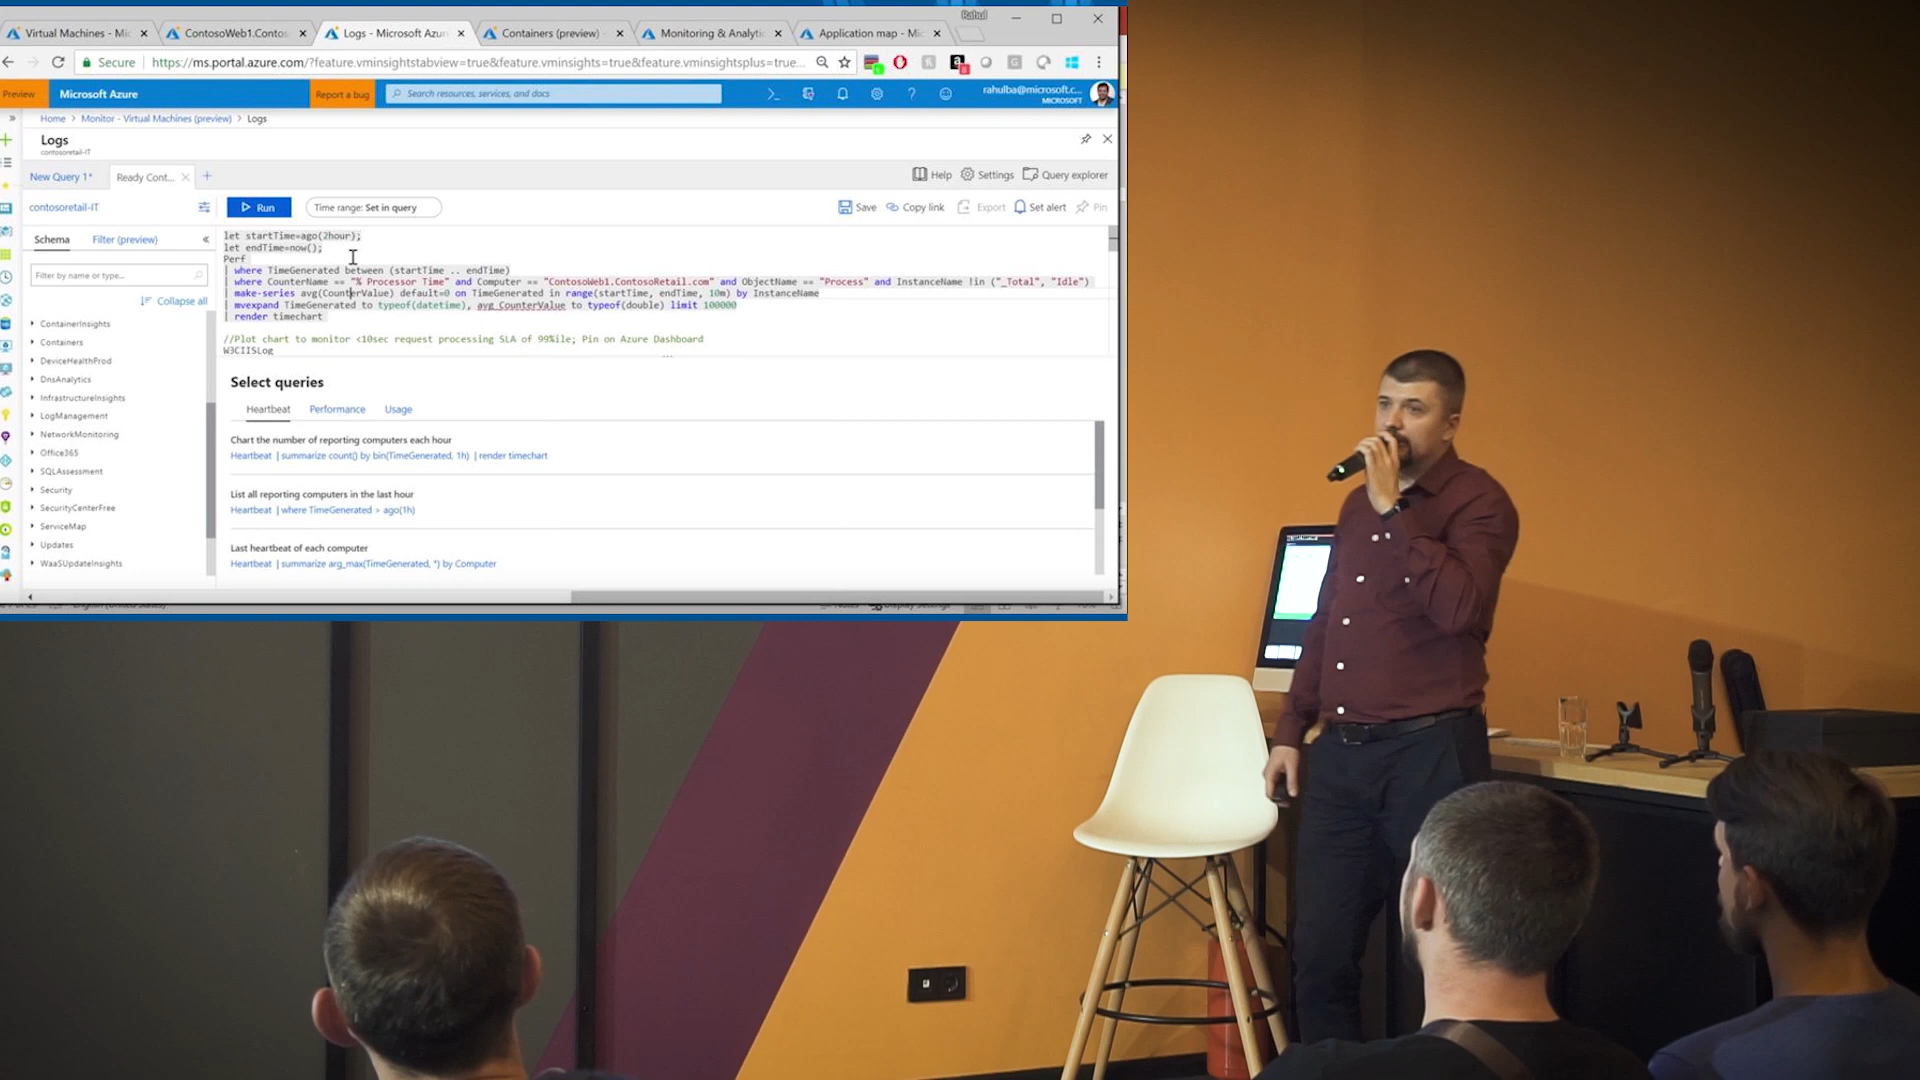 Rahul
Virtual Machines - Mic
ContosoWeb1.Contos
Logs - Microsoft Azure
Containers (preview) -
Monitoring & Analytic
Application map - Mic
Secure
https://ms.portal.azure.com/?feature.vminsightstabview=true&feature.vminsights=true&feature.vminsightsplus=true...
Preview
Microsoft Azure
Report a bug
Search resources, services, and docs
rahulba@microsoft.c...
MICROSOFT
Home > Monitor - Virtual Machines (preview) > Logs
Logs
contosoretail-IT
New Query 1*
Ready Cont...
Help
Settings
Query explorer
contosoretail-IT
Run
Time range: Set in query
Save
Copy link
Export
Set alert
Pin
Schema
Filter (preview)
Filter by name or type...
Collapse all
ContainerInsights
Containers
DeviceHealthProd
DnsAnalytics
InfrastructureInsights
LogManagement
NetworkMonitoring
Office365
SQLAssessment
Security
SecurityCenterFree
ServiceMap
Updates
WaaSUpdateInsights
let startTime=ago(2hour);
let endTime=now();
Perf
| where TimeGenerated between (startTime .. endTime)
| where CounterName == "% Processor Time" and Computer == "ContosoWeb1.ContosoRetail.com" and ObjectName == "Process" and InstanceName !in ("_Total", "Idle")
| make-series avg(CounterValue) default=0 on TimeGenerated in range(startTime, endTime, 10m) by InstanceName
| mvexpand TimeGenerated to typeof(datetime), avg_CounterValue to typeof(double) limit 100000
| render timechart
//Plot chart to monitor <10sec request processing SLA of 99%ile; Pin on Azure Dashboard
W3CIISLog
Select queries
Heartbeat
Performance
Usage
Chart the number of reporting computers each hour
Heartbeat | summarize count() by bin(TimeGenerated, 1h) | render timechart
List all reporting computers in the last hour
Heartbeat | where TimeGenerated > ago(1h)
Last heartbeat of each computer
Heartbeat | summarize arg_max(TimeGenerated, *) by Computer